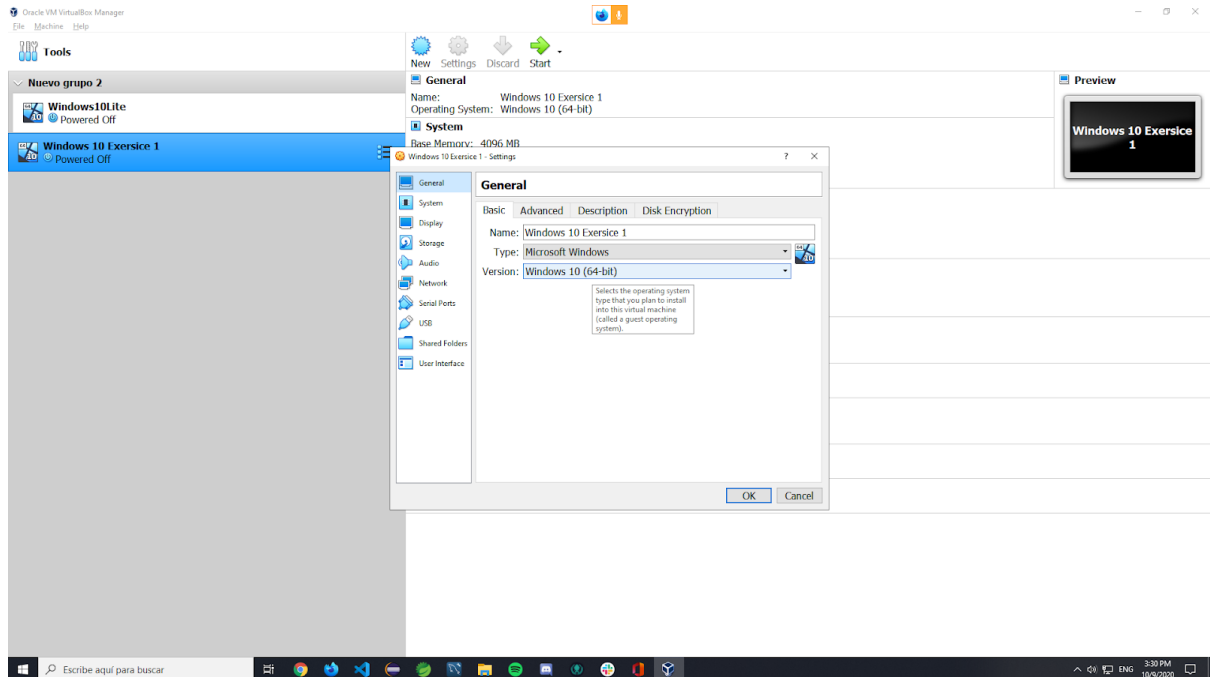 Oracle VM VirtualBox Manager
File Machine Help
Tools
New Settings Discard Start
Nuevo grupo 2
Windows10Lite
Powered Off
Windows 10 Exersice 1
Powered Off
General
Name: Windows 10 Exersice 1
Operating System: Windows 10 (64-bit)
System
Base Memory: 4096 MB
Preview
Windows 10 Exersice
1
Windows 10 Exersice 1 - Settings
General
System
Display
Storage
Audio
Network
Serial Ports
USB
Shared Folders
User Interface
General
Basic Advanced Description Disk Encryption
Name: Windows 10 Exersice 1
Type: Microsoft Windows
Version: Windows 10 (64-bit)
Selects the operating system
type that you plan to install
into this virtual machine
(called a guest operating
system).
OK Cancel
Escribe aquí para buscar
ENG
3:30 PM
10/9/2020